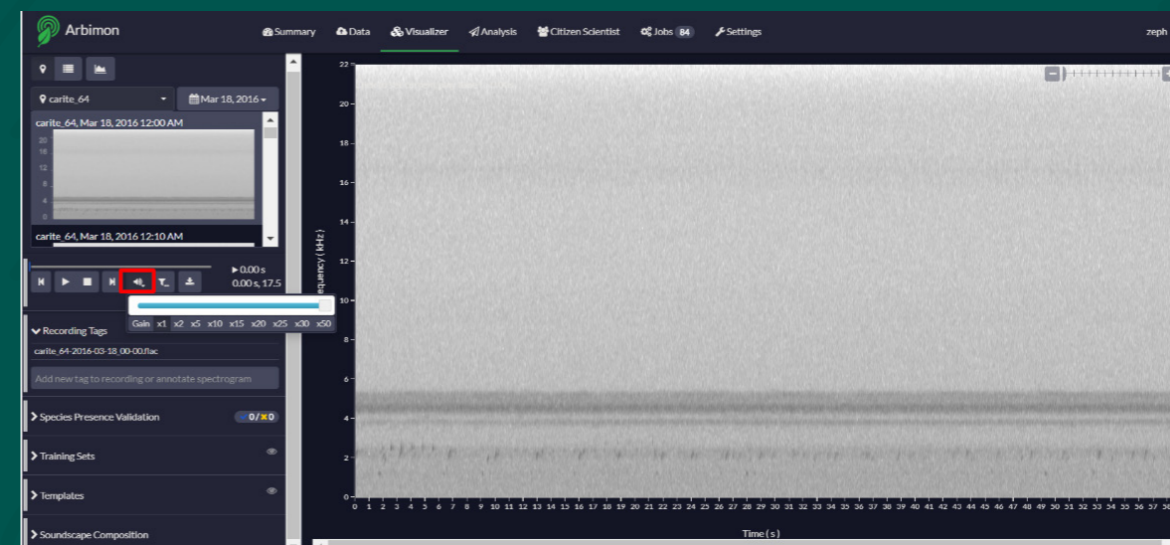 Arbimon
Summary Data Visualizer Analysis Citizen Scientist Jobs 84 Settings zeph
carite_64 Mar 18, 2016
carite_64, Mar 18, 2016 12:00 AM
20
16
12
8
4
0
carite_64, Mar 18, 2016 12:10 AM
0.00 s
0.00 s, 17.5
Gain x1 x2 x5 x10 x15 x20 x25 x30 x50
Recording Tags
carite_64-2016-03-18_00-00.flac
Add new tag to recording or annotate spectrogram
Species Presence Validation 0/ 0
Training Sets
Templates
Soundscape Composition
22
20
18
16
14
12
10
8
6
4
2
0
0 1 2 3 4 5 6 7 8 9 10 11 12 13 14 15 16 17 18 19 20 21 22 23 24 25 26 27 28 29 30 31 32 33 34 35 36 37 38 39 40 41 42 43 44 45 46 47 48 49 50 51 52 53 54 55 56 57 58
Time ( s )
equency ( kHz )